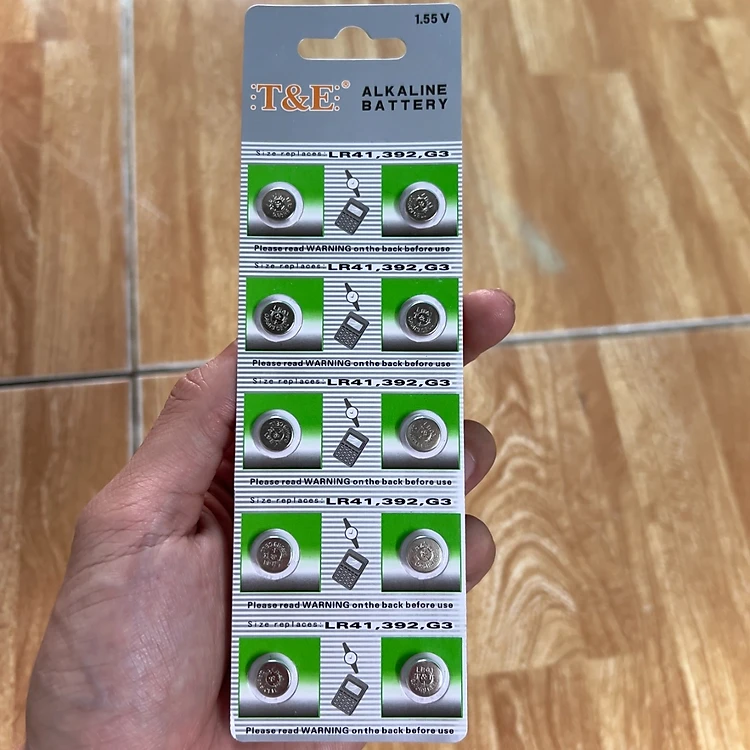 1.55 V
T&E®
ALKALINE
BATTERY
Size replaces: LR41,392,G3
Please read WARNING on the back before use
Size replaces: LR41,392,G3
Please read WARNING on the back before use
Size replaces: LR41,392,G3
Please read WARNING on the back before use
Size replaces: LR41,392,G3
Please read WARNING on the back before use
Size replaces: LR41,392,G3
T&E
Please read WARNING on the back before use